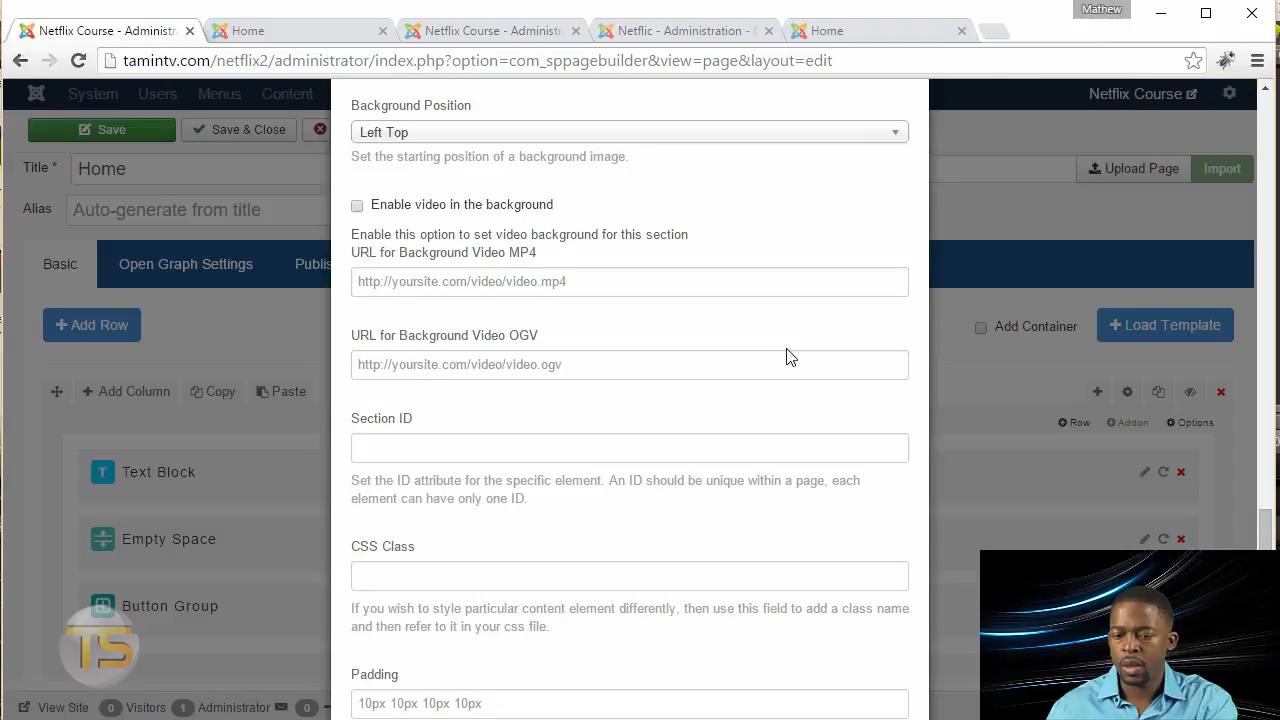 Mathew
Netflix Course - Administr
Home
Netflix Course - Administr
Netflic - Administration -
Home
tamintv.com/netflix2/administrator/index.php?option=com_sppagebuilder&view=page&layout=edit
System Users Menus Content
Netflix Course
Save
Save & Close
Title *
Home
Upload Page
Import
Alias
Auto-generate from title
Basic
Open Graph Settings
Add Row
Add Container
Load Template
Add Column
Copy
Paste
Row
Addon
Options
Text Block
Empty Space
Button Group
Background Position
Left Top
Set the starting position of a background image.
Enable video in the background
Enable this option to set video background for this section
URL for Background Video MP4
http://yoursite.com/video/video.mp4
URL for Background Video OGV
http://yoursite.com/video/video.ogv
Section ID
Set the ID attribute for the specific element. An ID should be unique within a page, each
element can have only one ID.
CSS Class
If you wish to style particular content element differently, then use this field to add a class name
and then refer to it in your css file.
Padding
10px 10px 10px 10px
TS
View Site
0 Visitors
1 Administrator
0